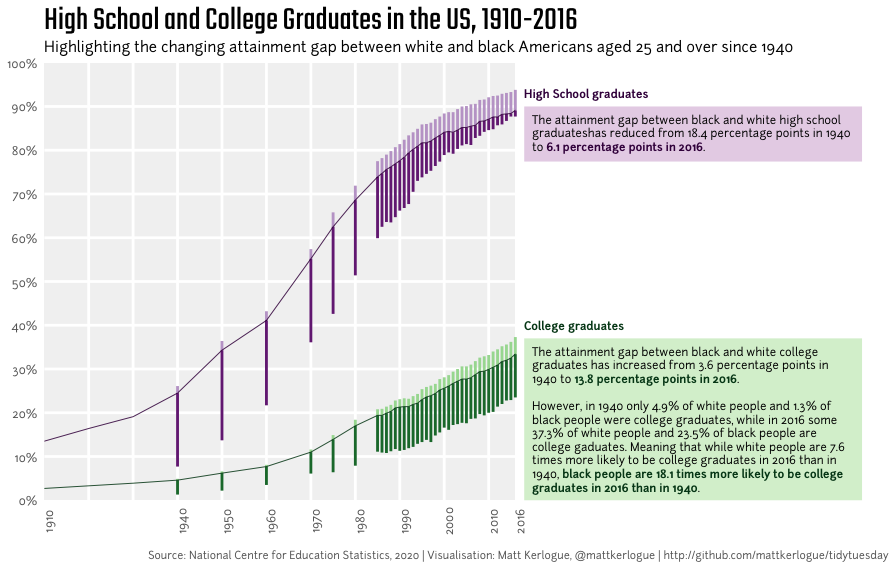 High School and College Graduates in the US, 1910-2016
Highlighting the changing attainment gap between white and black Americans aged 25 and over since 1940
100%
90%
80%
70%
60%
50%
40%
30%
20%
10%
0%
1910
1940
1950
1960
1970
1980
1990
2000
2010
2016
High School graduates
The attainment gap between black and white high school
graduateshas reduced from 18.4 percentage points in 1940
to 6.1 percentage points in 2016.
College graduates
The attainment gap between black and white college
graduates has increased from 3.6 percentage points in
1940 to 13.8 percentage points in 2016.
However, in 1940 only 4.9% of white people and 1.3% of
black people were college graduates, while in 2016 some
37.3% of white people and 23.5% of black people are
college gaduates. Meaning that while white people are 7.6
times more likely to be college graduates in 2016 than in
1940, black people are 18.1 times more likely to be college
graduates in 2016 than in 1940.
Source: National Centre for Education Statistics, 2020 | Visualisation: Matt Kerlogue, @mattkerlogue | http://github.com/mattkerlogue/tidytuesday